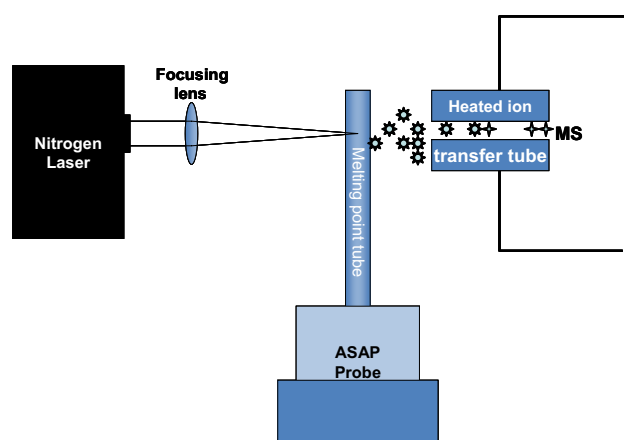 Focusing
lens
Nitrogen
Laser
Melting point tube
Heated ion
transfer tube
MS
ASAP
Probe